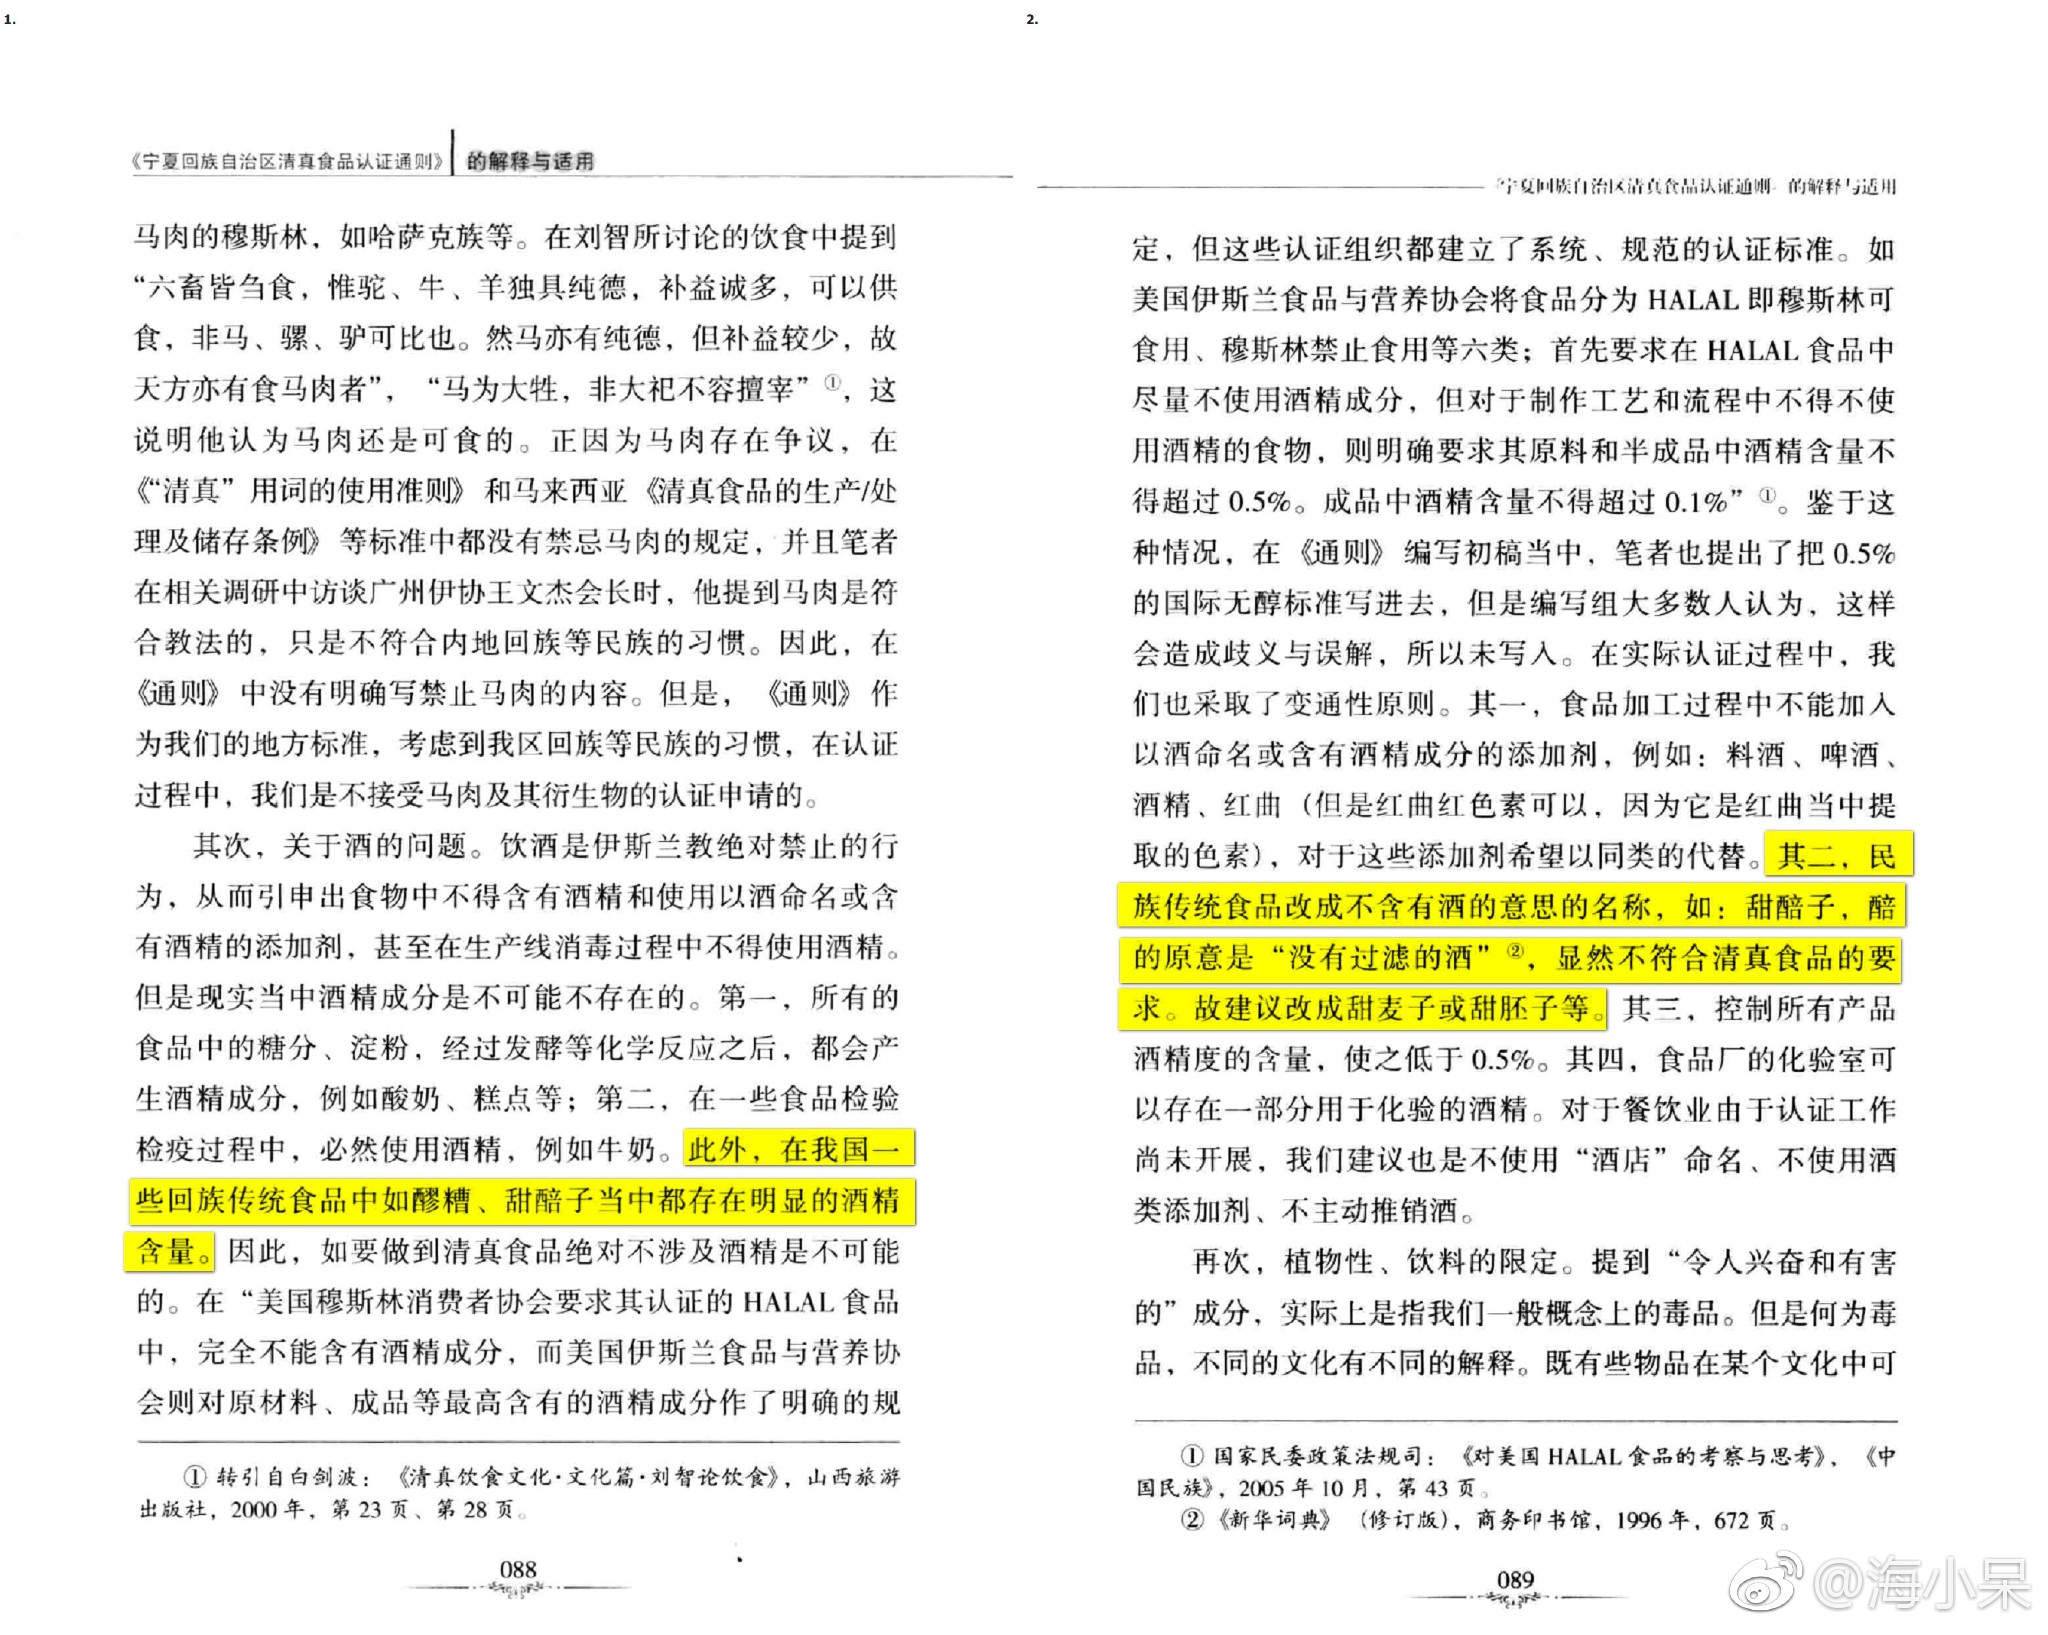 1.
《宁夏回族自治区清真食品认证通则》 的解释与适用
马肉的穆斯林，如哈萨克族等。在刘智所讨论的饮食中提到
“六畜皆刍食，惟驼、牛、羊独具纯德，补益诚多，可以供
食，非马、骡、驴可比也。然马亦有纯德，但补益较少，故
天方亦有食马肉者”，“马为大牲，非大祀不容擅宰”①，这
说明他认为马肉还是可食的。正因为马肉存在争议，在
《“清真”用词的使用准则》和马来西亚《清真食品的生产/处
理及储存条例》等标准中都没有禁忌马肉的规定，并且笔者
在相关调研中访谈广州伊协王文杰会长时，他提到马肉是符
合教法的，只是不符合内地回族等民族的习惯。因此，在
《通则》中没有明确写禁止马肉的内容。但是，《通则》作
为我们的地方标准，考虑到我区回族等民族的习惯，在认证
过程中，我们是不接受马肉及其衍生物的认证申请的。
其次，关于酒的问题。饮酒是伊斯兰教绝对禁止的行
为，从而引申出食物中不得含有酒精和使用以酒命名或含
有酒精的添加剂，甚至在生产线消毒过程中不得使用酒精。
但是现实当中酒精成分是不可能不存在的。第一，所有的
食品中的糖分、淀粉，经过发酵等化学反应之后，都会产
生酒精成分，例如酸奶、糕点等；第二，在一些食品检验
检疫过程中，必然使用酒精，例如牛奶。此外，在我国一
些回族传统食品中如醪糟、甜醅子当中都存在明显的酒精
含量。因此，如要做到清真食品绝对不涉及酒精是不可能
的。在“美国穆斯林消费者协会要求其认证的 HALAL 食品
中，完全不能含有酒精成分，而美国伊斯兰食品与营养协
会则对原材料、成品等最高含有的酒精成分作了明确的规
① 转引自白剑波：《清真饮食文化·文化篇·刘智论饮食》，山西旅游
出版社，2000 年，第 23 页、第 28 页。
088
2.
《宁夏回族自治区清真食品认证通则》的解释与适用
定，但这些认证组织都建立了系统、规范的认证标准。如
美国伊斯兰食品与营养协会将食品分为 HALAL 即穆斯林可
食用、穆斯林禁止食用等六类；首先要求在 HALAL 食品中
尽量不使用酒精成分，但对于制作工艺和流程中不得不使
用酒精的食物，则明确要求其原料和半成品中酒精含量不
得超过 0.5%。成品中酒精含量不得超过 0.1%”①。鉴于这
种情况，在《通则》编写初稿当中，笔者也提出了把 0.5%
的国际无醇标准写进去，但是编写组大多数人认为，这样
会造成歧义与误解，所以未写入。在实际认证过程中，我
们也采取了变通性原则。其一，食品加工过程中不能加入
以酒命名或含有酒精成分的添加剂，例如：料酒、啤酒、
酒精、红曲（但是红曲红色素可以，因为它是红曲当中提
取的色素），对于这些添加剂希望以同类的代替。其二，民
族传统食品改成不含有酒的意思的名称，如：甜醅子，醅
的原意是“没有过滤的酒”②，显然不符合清真食品的要
求。故建议改成甜麦子或甜胚子等。其三，控制所有产品
酒精度的含量，使之低于 0.5%。其四，食品厂的化验室可
以存在一部分用于化验的酒精。对于餐饮业由于认证工作
尚未开展，我们建议也是不使用“酒店”命名、不使用酒
类添加剂、不主动推销酒。
再次，植物性、饮料的限定。提到“令人兴奋和有害
的”成分，实际上是指我们一般概念上的毒品。但是何为毒
品，不同的文化有不同的解释。既有些物品在某个文化中可
① 国家民委政策法规司：《对美国 HALAL 食品的考察与思考》，《中
国民族》，2005 年 10 月，第 43 页。
② 《新华词典》（修订版），商务印书馆，1996 年，672 页。
089
@海小呆